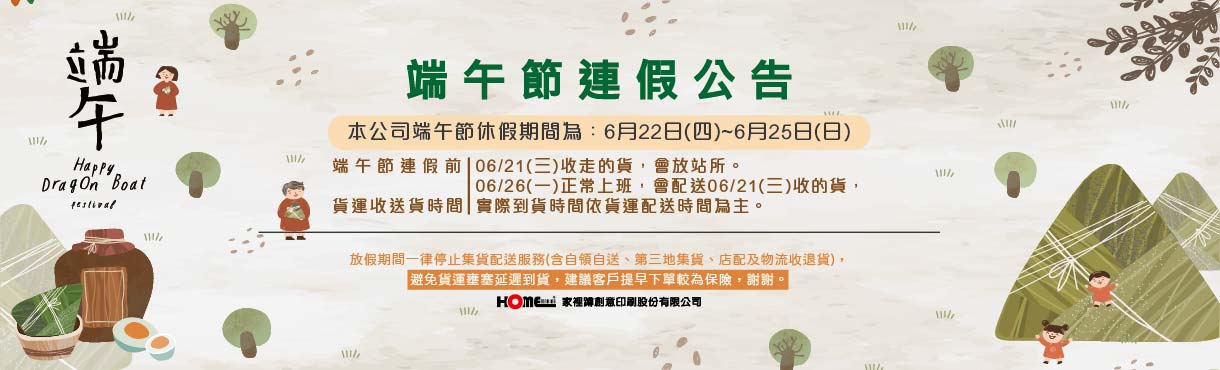 端午
Happy
Dragon Boat
festival
端午節連假公告
本公司端午節休假期間為：6月22日(四)~6月25日(日)
端午節連假前
貨運收送貨時間
06/21(三)收走的貨，會放站所。
06/26(一)正常上班，會配送06/21(三)收的貨，
實際到貨時間依貨運配送時間為主。
放假期間一律停止集貨配送服務(含自領自送、第三地集貨、店配及物流收退貨)，
避免貨運壅塞延遲到貨，建議客戶提早下單較為保險，謝謝。
HOME 家裡蹲創意印刷股份有限公司